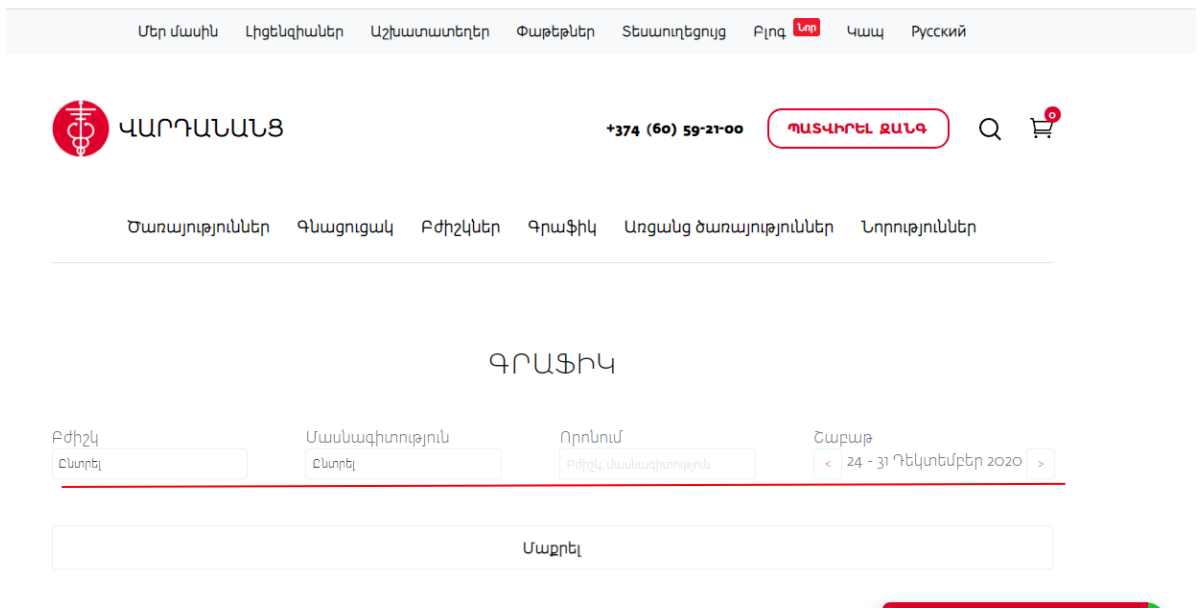 Մեր մասին Լիցենզիաներ Աշխատատեղեր Փաթեթներ Տեսաուղեցույց Բլոգ Նոր Կապ Русский
ՎԱՐԴԱՆԱՆՑ +374 (60) 59-21-00 ՊԱՏՎԻՐԵԼ ԶԱՆԳ 0
Ծառայություններ Գնացուցակ Բժիշկներ Գրաֆիկ Առցանց ծառայություններ Նորություններ
ԳՐԱՖԻԿ
Բժիշկ Մասնագիտություն Որոնում Շաբաթ
Ընտրել Ընտրել Բժիշկ, մասնագիտություն < 24 - 31 Դեկտեմբեր 2020 >
Մաքրել